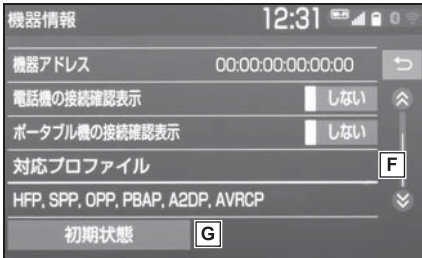 機器情報 12:31
機器アドレス 00:00:00:00:00:00
電話機の接続確認表示 しない
ポータブル機の接続確認表示 しない
対応プロファイル
F
HFP, SPP, OPP, PBAP, A2DP, AVRCP
初期状態 G